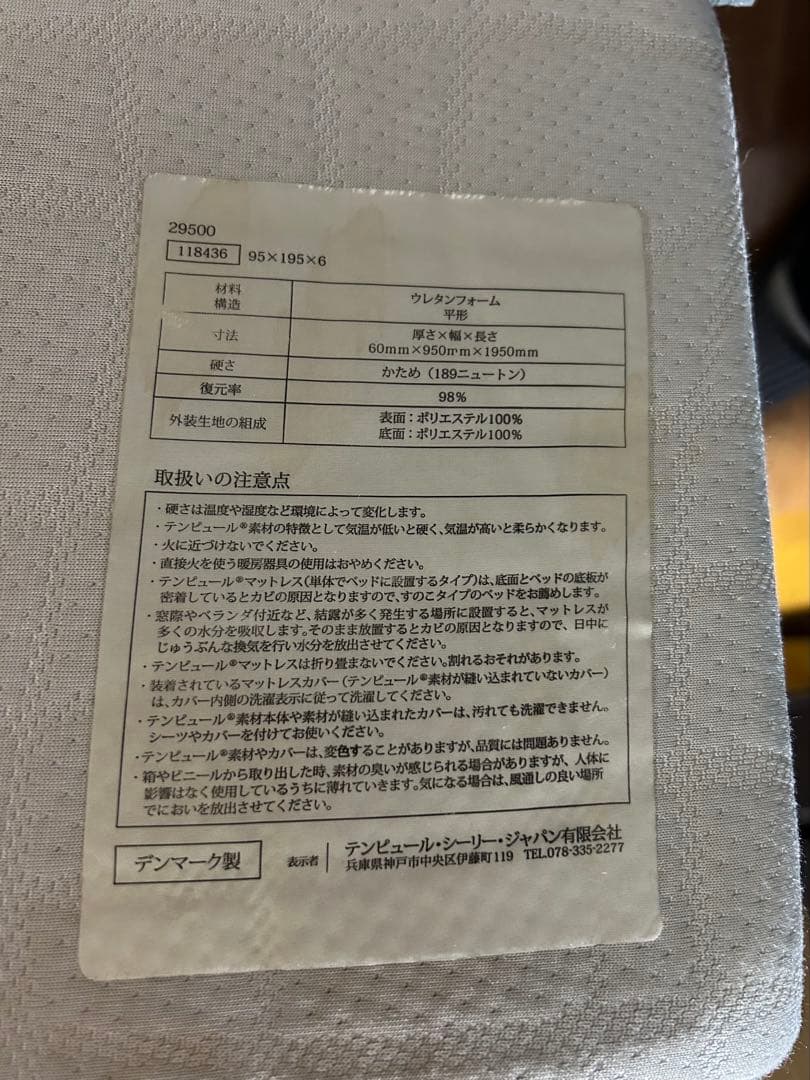 29500
118436 95×195×6
材料
構造
ウレタンフォーム
平形
寸法
厚さ×幅×長さ
60mm×950mm×1950mm
硬さ
かため（189ニュートン）
復元率
98%
外装生地の組成
表面：ポリエステル100%
底面：ポリエステル100%
取扱いの注意点
・硬さは温度や湿度など環境によって変化します。
・テンピュール®素材の特徴として気温が低いと硬く、気温が高いと柔らかくなります。
・火に近づけないでください。
・直接火を使う暖房器具の使用はおやめください。
・テンピュール®マットレス（単体でベッドに設置するタイプ）は、底面とベッドの底板が
密着しているとカビの原因となりますので、すのこタイプのベッドをお薦めします。
・窓際やベランダ付近など、結露が多く発生する場所に設置すると、マットレスが
多くの水分を吸収します。そのまま放置するとカビの原因となりますので、日中に
じゅうぶんな換気を行い水分を放出させてください。
・テンピュール®マットレスは折り畳まないでください。割れるおそれがあります。
・装着されているマットレスカバー（テンピュール®素材が縫い込まれていないカバー）
は、カバー内側の洗濯表示に従って洗濯してください。
・テンピュール®素材本体や素材が縫い込まれたカバーは、汚れても洗濯できません。
シーツやカバーを付けてお使いください。
・テンピュール®素材やカバーは、変色することがありますが、品質には問題ありません。
・箱やビニールから取り出した時、素材の臭いが感じられる場合がありますが、人体に
影響はなく使用しているうちに薄れていきます。気になる場合は、風通しの良い場所
でにおいを放出させてください。
デンマーク製
表示者
テンピュール・シーリー・ジャパン有限会社
兵庫県神戸市中央区伊藤町119 TEL.078-335-2277